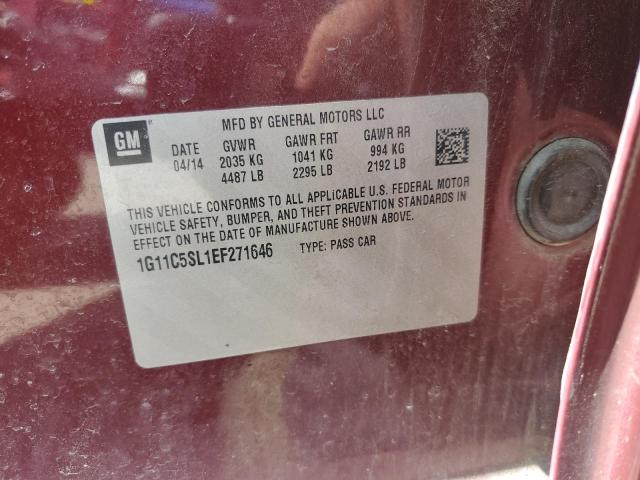 MFD BY GENERAL MOTORS LLC
GM
DATE GVWR GAWR FRT GAWR RR
04/14 2035 KG 1041 KG 994 KG
4487 LB 2295 LB 2192 LB
THIS VEHICLE CONFORMS TO ALL APPLICABLE U.S. FEDERAL MOTOR
VEHICLE SAFETY, BUMPER, AND THEFT PREVENTION STANDARDS IN
EFFECT ON THE DATE OF MANUFACTURE SHOWN ABOVE.
1G11C5SL1EF271646 TYPE: PASS CAR